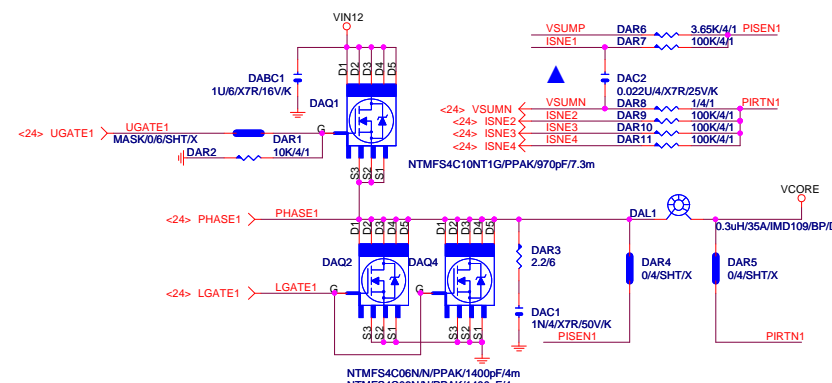 VIN12
VSUMP DAR6 3.65K/4/1 PISEN1
ISNE1 DAR7 100K/4/1
D1 D2 D3 D4 D5
DABC1
1U/6/X7R/16V/K
DAC2
0.022U/4/X7R/25V/K
DAQ1
<24> VSUMN VSUMN DAR8 1/4/1 PIRTN1
<24> ISNE2 ISNE2 DAR9 100K/4/1
<24> ISNE3 ISNE3 DAR10 100K/4/1
<24> ISNE4 ISNE4 DAR11 100K/4/1
<24> UGATE1 UGATE1 G
MASK/0/6/SHT/X DAR1
DAR2 10K/4/1
NTMFS4C10NT1G/PPAK/970pF/7.3m
S3 S2 S1
VCORE
<24> PHASE1 PHASE1 DAL1
0.3uH/35A/IMD109/BP/D
D1 D2 D3 D4 D5 D1 D2 D3 D4 D5
DAQ2 DAQ4
DAR3
2.2/6
DAR4
0/4/SHT/X
DAR5
0/4/SHT/X
<24> LGATE1 LGATE1 G G
DAC1
1N/4/X7R/50V/K
S3 S2 S1 S3 S2 S1
PISEN1 PIRTN1
NTMFS4C06N/N/PPAK/1400pF/4m